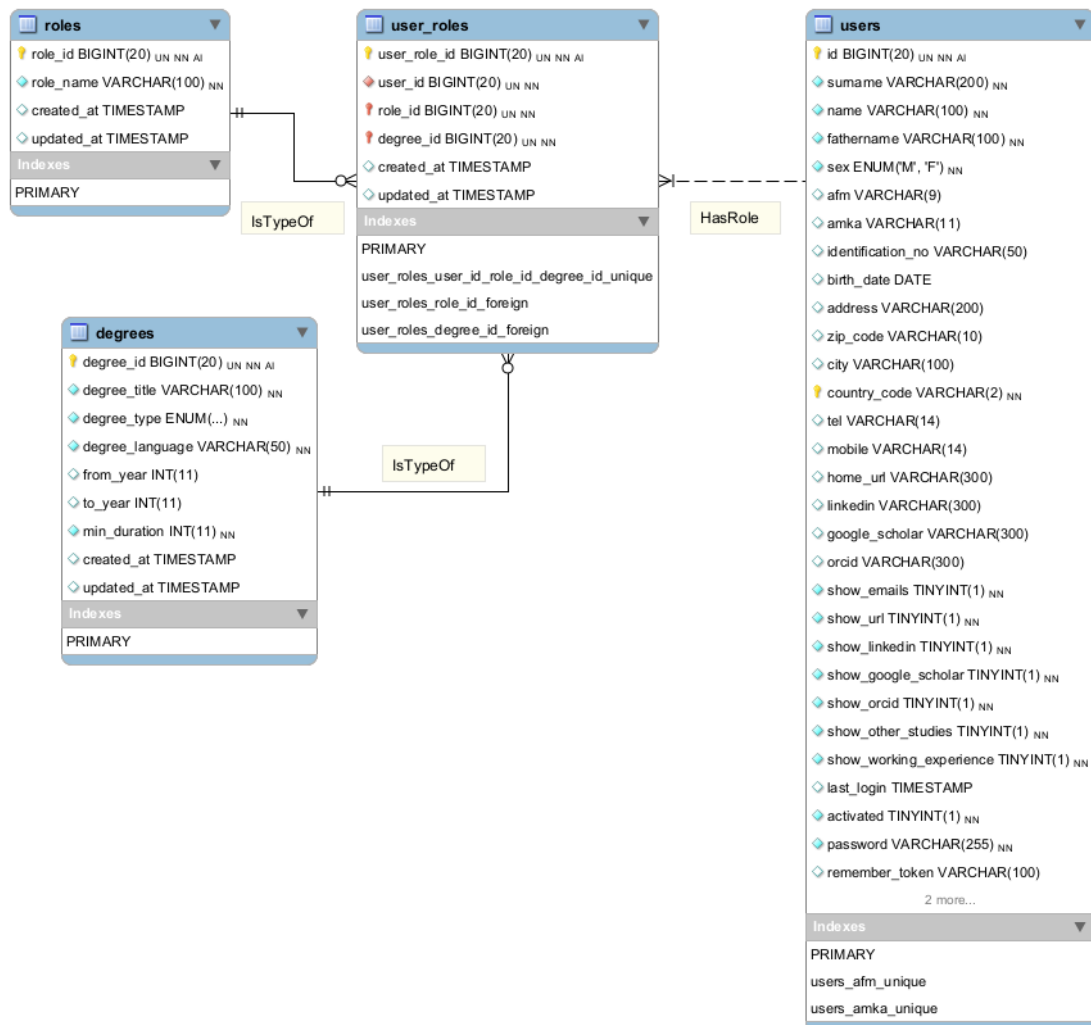 roles
role_id BIGINT(20) UN NN AI
role_name VARCHAR(100) NN
created_at TIMESTAMP
updated_at TIMESTAMP
Indexes
PRIMARY
IsTypeOf
user_roles
user_role_id BIGINT(20) UN NN AI
user_id BIGINT(20) UN NN
role_id BIGINT(20) UN NN
degree_id BIGINT(20) UN NN
created_at TIMESTAMP
updated_at TIMESTAMP
Indexes
PRIMARY
user_roles_user_id_role_id_degree_id_unique
user_roles_role_id_foreign
user_roles_degree_id_foreign
HasRole
degrees
degree_id BIGINT(20) UN NN AI
degree_title VARCHAR(100) NN
degree_type ENUM(...) NN
degree_language VARCHAR(50) NN
from_year INT(11)
to_year INT(11)
min_duration INT(11) NN
created_at TIMESTAMP
updated_at TIMESTAMP
Indexes
PRIMARY
IsTypeOf
users
id BIGINT(20) UN NN AI
surname VARCHAR(200) NN
name VARCHAR(100) NN
fathername VARCHAR(100) NN
sex ENUM('M', 'F') NN
afm VARCHAR(9)
amka VARCHAR(11)
identification_no VARCHAR(50)
birth_date DATE
address VARCHAR(200)
zip_code VARCHAR(10)
city VARCHAR(100)
country_code VARCHAR(2) NN
tel VARCHAR(14)
mobile VARCHAR(14)
home_url VARCHAR(300)
linkedin VARCHAR(300)
google_scholar VARCHAR(300)
orcid VARCHAR(300)
show_emails TINYINT(1) NN
show_url TINYINT(1) NN
show_linkedin TINYINT(1) NN
show_google_scholar TINYINT(1) NN
show_orcid TINYINT(1) NN
show_other_studies TINYINT(1) NN
show_working_experience TINYINT(1) NN
last_login TIMESTAMP
activated TINYINT(1) NN
password VARCHAR(255) NN
remember_token VARCHAR(100)
2 more...
Indexes
PRIMARY
users_afm_unique
users_amka_unique